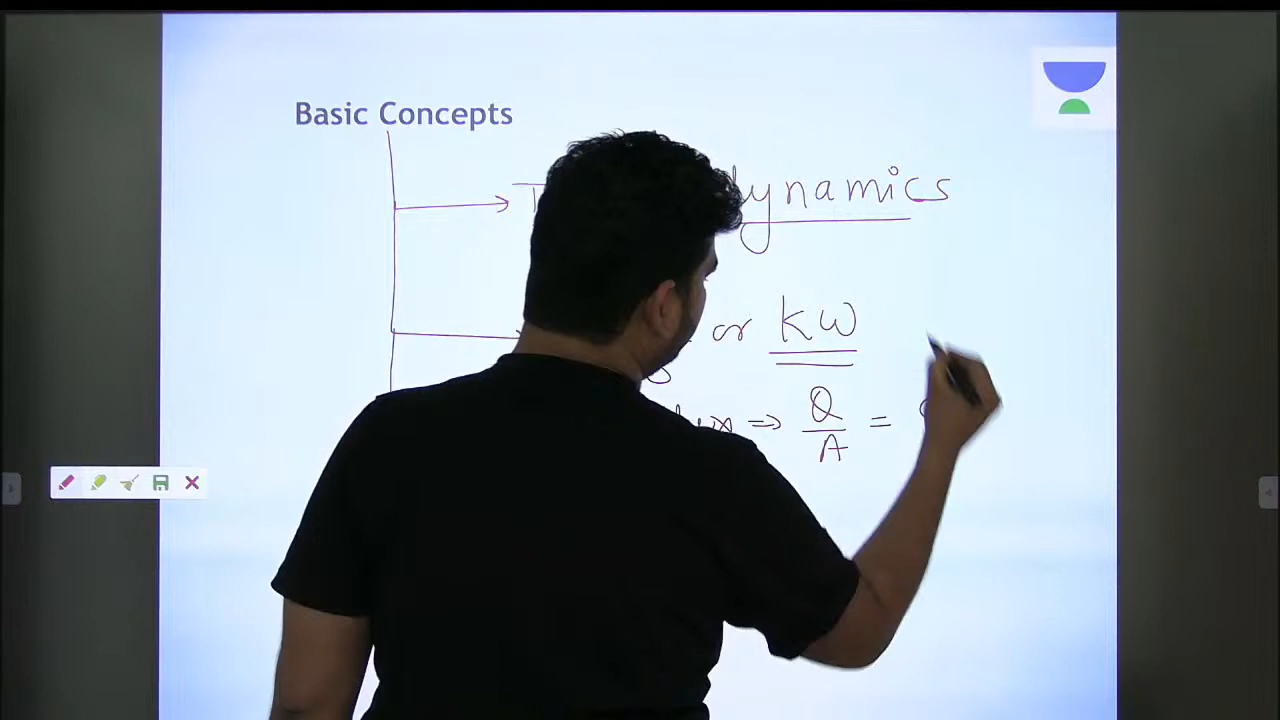 Basic Concepts
dynamics
or kW
⇒ Q/A =